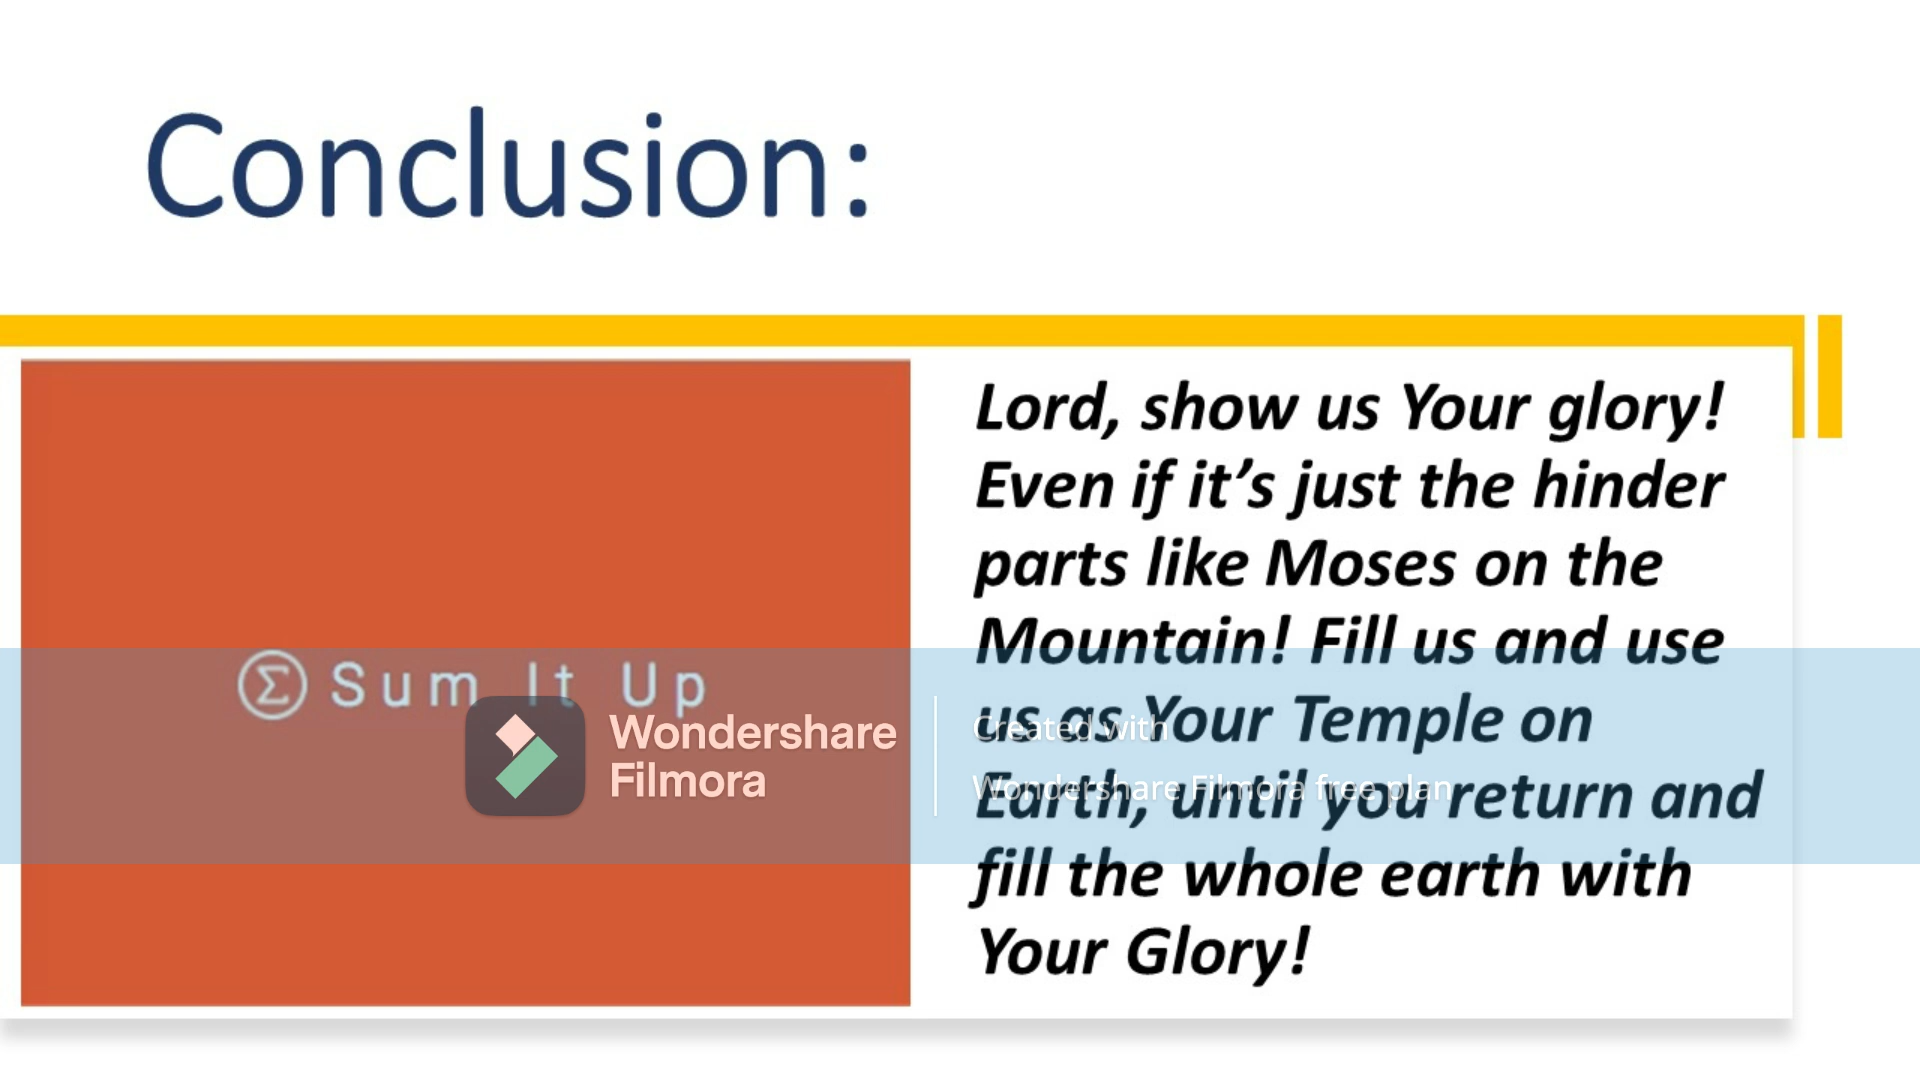 Conclusion:
Sum It Up
Lord, show us Your glory!
Even if it’s just the hinder
parts like Moses on the
Mountain! Fill us and use
us as Your Temple on
Earth, until you return and
fill the whole earth with
Your Glory!
Wondershare
Filmora
Created with
Wondershare Filmora free plan